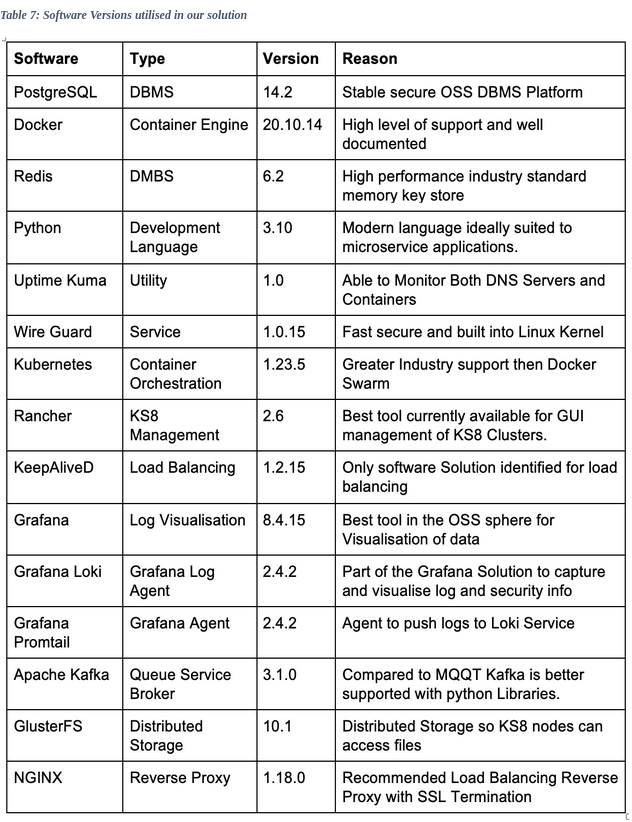 Table 7: Software Versions utilised in our solution
Software Type Version Reason
PostgreSQL DBMS 14.2 Stable secure OSS DBMS Platform
Docker Container Engine 20.10.14 High level of support and well
documented
Redis DMBS 6.2 High performance industry standard
memory key store
Python Development 3.10 Modern language ideally suited to
Language microservice applications.
Uptime Kuma Utility 1.0 Able to Monitor Both DNS Servers and
Containers
Wire Guard Service 1.0.15 Fast secure and built into Linux Kernel
Kubernetes Container 1.23.5 Greater Industry support then Docker
Orchestration Swarm
Rancher KS8 2.6 Best tool currently available for GUI
Management management of KS8 Clusters.
KeepAliveD Load Balancing 1.2.15 Only software Solution identified for load
balancing
Grafana Log Visualisation 8.4.15 Best tool in the OSS sphere for
Visualisation of data
Grafana Loki Grafana Log 2.4.2 Part of the Grafana Solution to capture
Agent and visualise log and security info
Grafana Grafana Agent 2.4.2 Agent to push logs to Loki Service
Promtail
Apache Kafka Queue Service 3.1.0 Compared to MQQT Kafka is better
Broker supported with python Libraries.
GlusterFS Distributed 10.1 Distributed Storage so KS8 nodes can
Storage access files
NGINX Reverse Proxy 1.18.0 Recommended Load Balancing Reverse
Proxy with SSL Termination